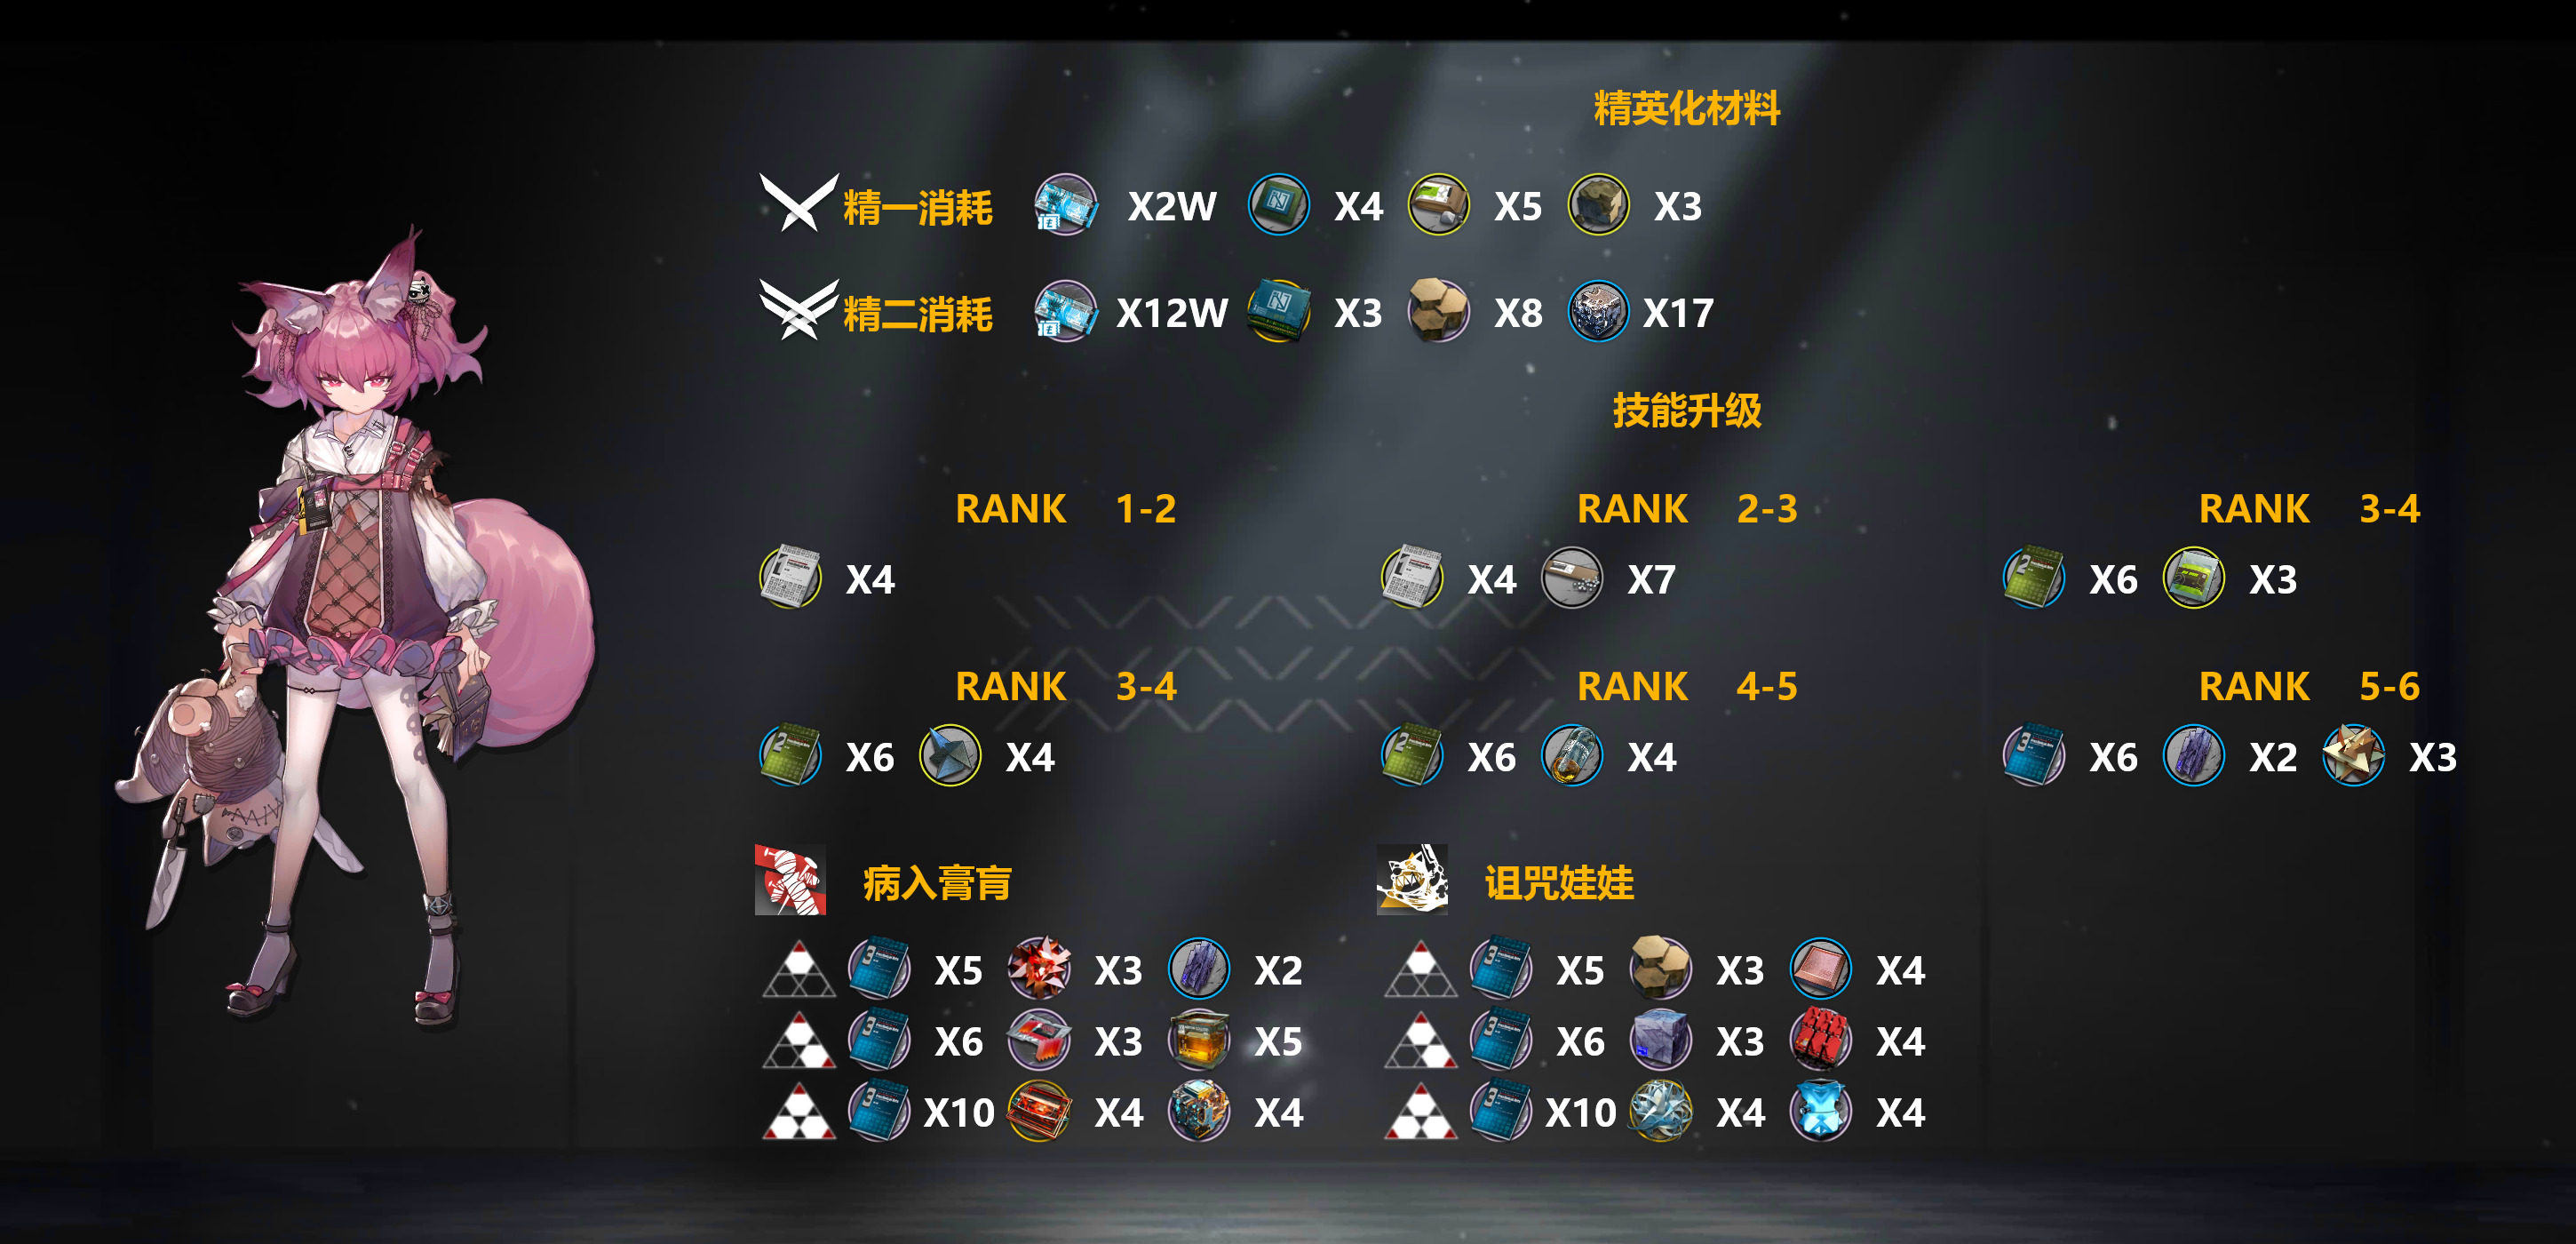 精英化材料
精一消耗 X2W X4 X5 X3
精二消耗 X12W X3 X8 X17
技能升级
RANK 1-2 RANK 2-3 RANK 3-4
X4 X4 X7 X6 X3
RANK 3-4 RANK 4-5 RANK 5-6
X6 X4 X6 X4 X6 X2 X3
病入膏肓 诅咒娃娃
X5 X3 X2 X5 X3 X4
X6 X3 X5 X6 X3 X4
X10 X4 X4 X10 X4 X4